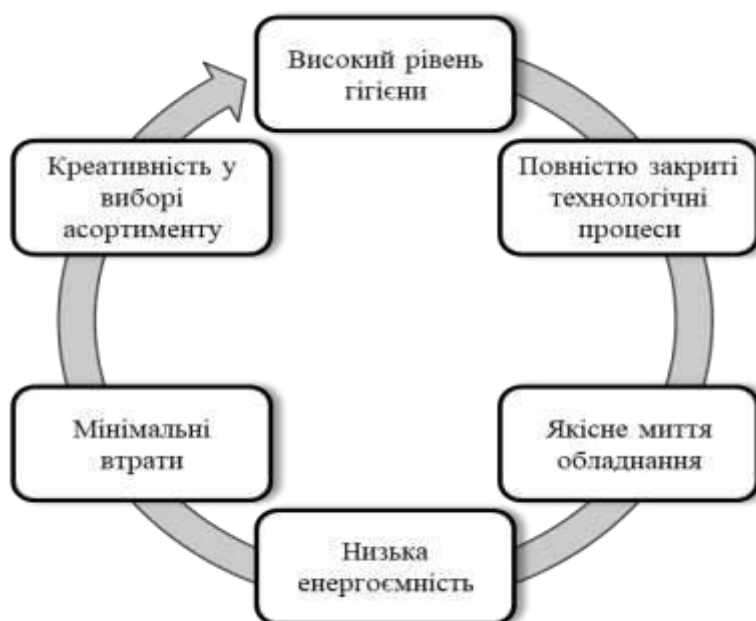 Високий рівень
гігієни
Повністю закриті
технологічні
процеси
Якісне миття
обладнання
Низька
енергоємність
Мінімальні
втрати
Креативність у
виборі
асортименту